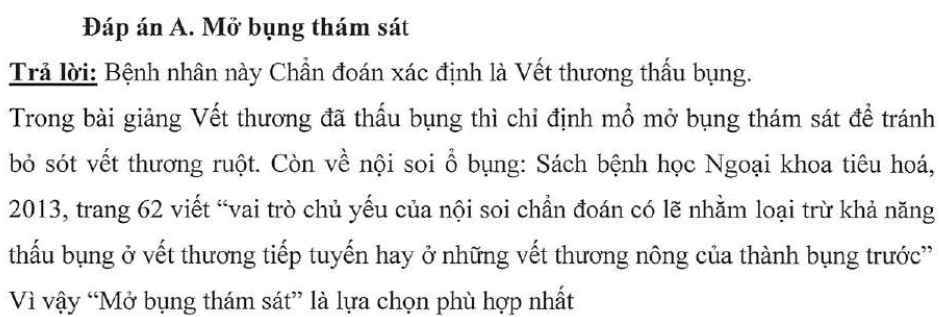 Đáp án A. Mở bụng thám sát
Trả lời: Bệnh nhân này Chẩn đoán xác định là Vết thương thấu bụng.
Trong bài giảng Vết thương đã thấu bụng thì chỉ định mổ mở bụng thám sát để tránh
bỏ sót vết thương ruột. Còn về nội soi ổ bụng: Sách bệnh học Ngoại khoa tiêu hoá,
2013, trang 62 viết “vai trò chủ yếu của nội soi chẩn đoán có lẽ nhằm loại trừ khả năng
thấu bụng ở vết thương tiếp tuyến hay ở những vết thương nông của thành bụng trước”
Vì vậy “Mở bụng thám sát” là lựa chọn phù hợp nhất